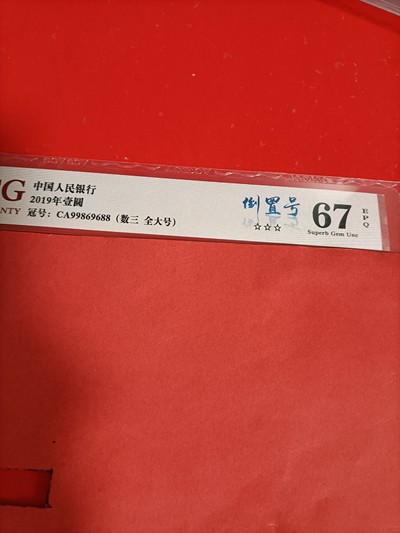 G
中国人民银行
2019年壹圆
NTY
冠号：CA99869688（数三 全大号）
倒置号
☆☆☆
67
EPQ
Superb Gem Unc